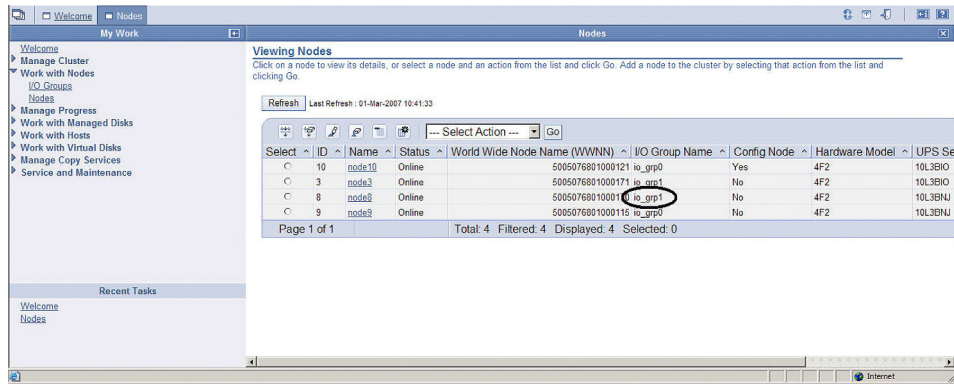 Welcome
Nodes
My Work
Nodes
Welcome
Manage Cluster
Work with Nodes
I/O Groups
Nodes
Manage Progress
Work with Managed Disks
Work with Hosts
Work with Virtual Disks
Manage Copy Services
Service and Maintenance
Recent Tasks
Welcome
Nodes
Viewing Nodes
Click on a node to view its details, or select a node and an action from the list and click Go. Add a node to the cluster by selecting that action from the list and
clicking Go.
Refresh Last Refresh : 01-Mar-2007 10:41:33
--- Select Action --- Go
Select ID Name Status World Wide Node Name (WWNN) I/O Group Name Config Node Hardware Model UPS Se
10 node10 Online 5005076801000121 io_grp0 Yes 4F2 10L3BIO
3 node3 Online 5005076801000171 io_grp1 No 4F2 10L3BIO
8 node8 Online io_grp1 No 4F2 10L3BNJ
9 node9 Online 5005076801000115 io_grp0 No 4F2 10L3BNJ
Page 1 of 1 Total: 4 Filtered: 4 Displayed: 4 Selected: 0
Internet